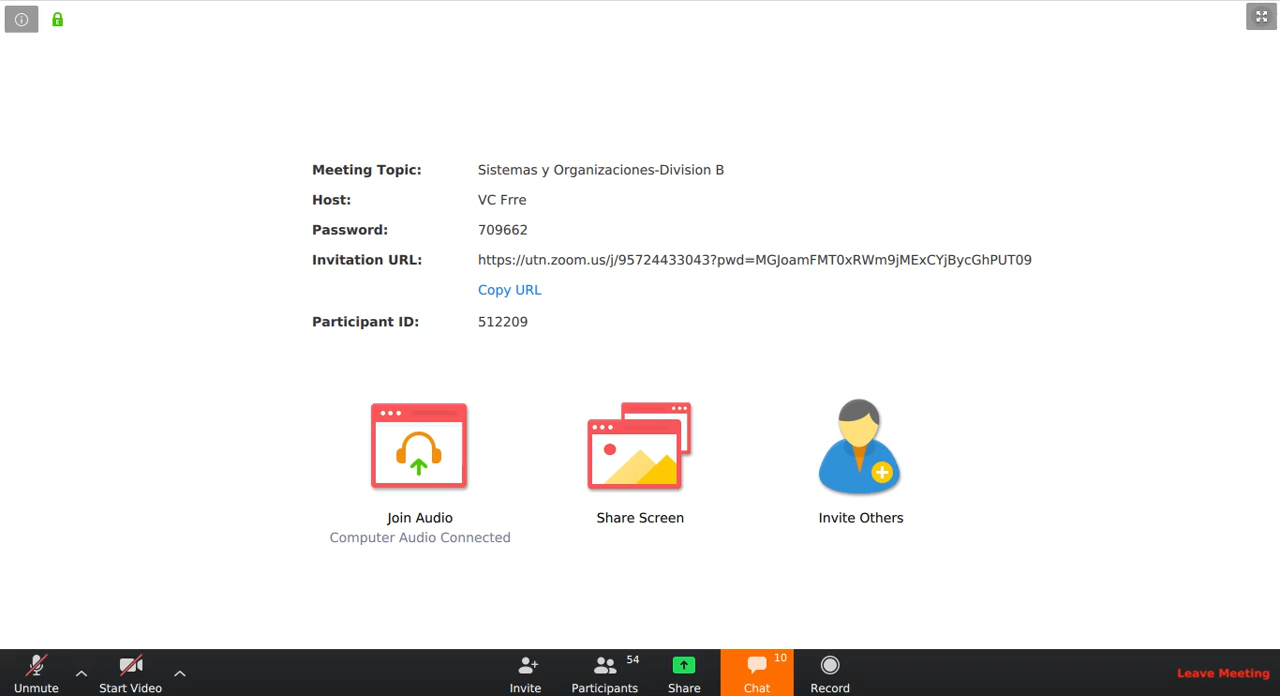 Meeting Topic: Sistemas y Organizaciones-Division B
Host: VC Frre
Password: 709662
Invitation URL: https://utn.zoom.us/j/95724433043?pwd=MGJoamFMT0xRWm9jMExCYjBycGhPUT09
Copy URL
Participant ID: 512209
Join Audio Share Screen Invite Others
Computer Audio Connected
54 10
Unmute Start Video Invite Participants Share Chat Record Leave Meeting